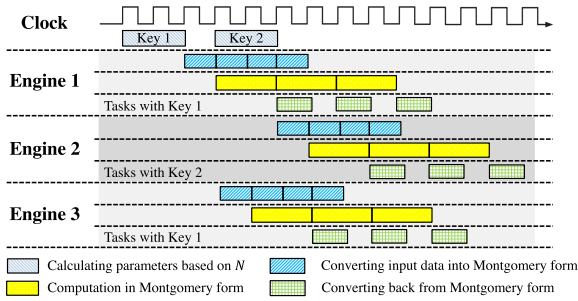 Clock
Key 1 Key 2
Engine 1
Tasks with Key 1
Engine 2
Tasks with Key 2
Engine 3
Tasks with Key 1
Calculating parameters based on N Converting input data into Montgomery form
Computation in Montgomery form Converting back from Montgomery form